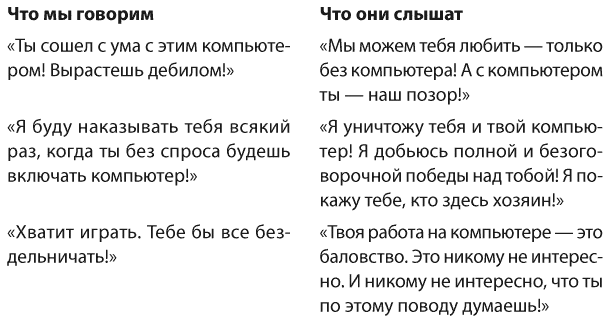 Что мы говорим
Что они слышат
«Ты сошел с ума с этим компьюте-
ром! Вырастешь дебилом!»
«Мы можем тебя любить — только
без компьютера! А с компьютером
ты — наш позор!»
«Я буду наказывать тебя всякий
раз, когда ты без спроса будешь
включать компьютер!»
«Я уничтожу тебя и твой компью-
тер! Я добьюсь полной и безого-
ворочной победы над тобой! Я по-
кажу тебе, кто здесь хозяин!»
«Хватит играть. Тебе бы все без-
дельничать!»
«Твоя работа на компьютере — это
баловство. Это никому не интерес-
но. И никому не интересно, что ты
по этому поводу думаешь!»